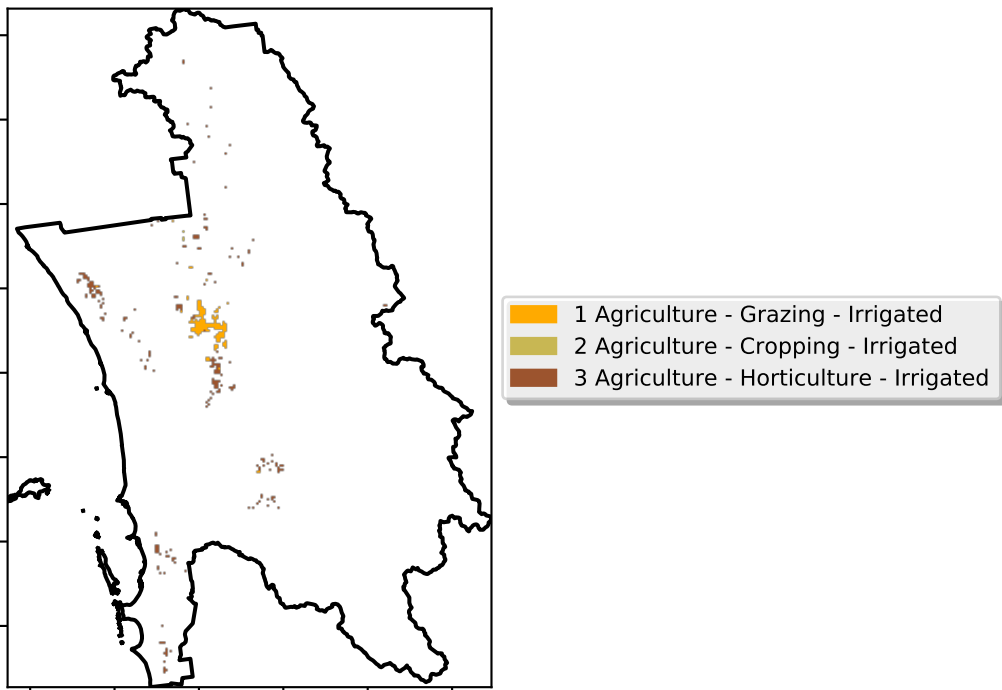 1 Agriculture - Grazing - Irrigated
2 Agriculture - Cropping - Irrigated
3 Agriculture - Horticulture - Irrigated